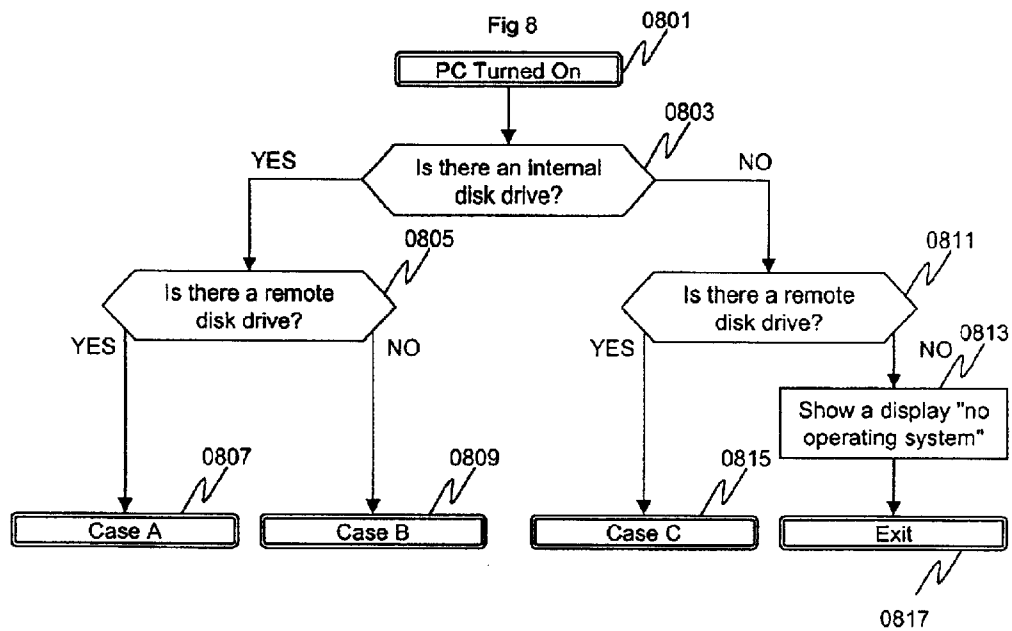 Fig 8
0801
PC Turned On
0803
YES
Is there an internal
disk drive?
NO
0805
Is there a remote
disk drive?
0811
Is there a remote
disk drive?
YES
NO
YES
NO
0813
Show a display "no
operating system"
0807
Case A
0809
Case B
0815
Case C
Exit
0817